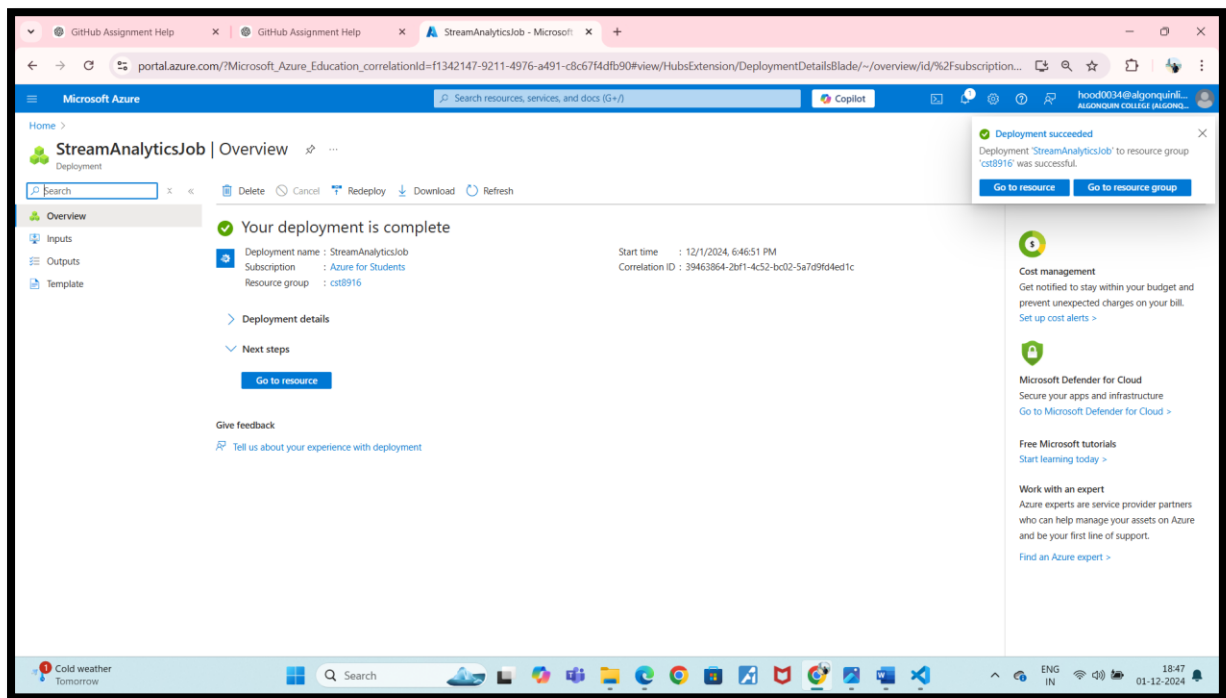 GitHub Assignment Help
GitHub Assignment Help
StreamAnalyticsJob - Microsoft
portal.azure.com/?Microsoft_Azure_Education_correlationId=f1342147-9211-4976-a491-c8c67f4dfb90#view/HubsExtension/DeploymentDetailsBlade/~/overview/id/%2Fsubscription...
Microsoft Azure
Search resources, services, and docs (G+/)
Copilot
1
hood0034@algonquinli...
ALGONQUIN COLLEGE (ALGONQ...
Home >
StreamAnalyticsJob | Overview
Deployment
Deployment succeeded
Deployment 'StreamAnalyticsJob' to resource group
'cst8916' was successful.
Go to resource
Go to resource group
Search
Delete
Cancel
Redeploy
Download
Refresh
Overview
Inputs
Outputs
Template
Your deployment is complete
Deployment name : StreamAnalyticsJob
Subscription : Azure for Students
Resource group : cst8916
Start time : 12/1/2024, 6:46:51 PM
Correlation ID : 39463864-2bf1-4c52-bc02-5a7d9fd4ed1c
Deployment details
Next steps
Go to resource
Give feedback
Tell us about your experience with deployment
$
Cost management
Get notified to stay within your budget and
prevent unexpected charges on your bill.
Set up cost alerts >
Microsoft Defender for Cloud
Secure your apps and infrastructure
Go to Microsoft Defender for Cloud >
Free Microsoft tutorials
Start learning today >
Work with an expert
Azure experts are service provider partners
who can help manage your assets on Azure
and be your first line of support.
Find an Azure expert >
1
Cold weather
Tomorrow
Search
ENG
IN
18:47
01-12-2024